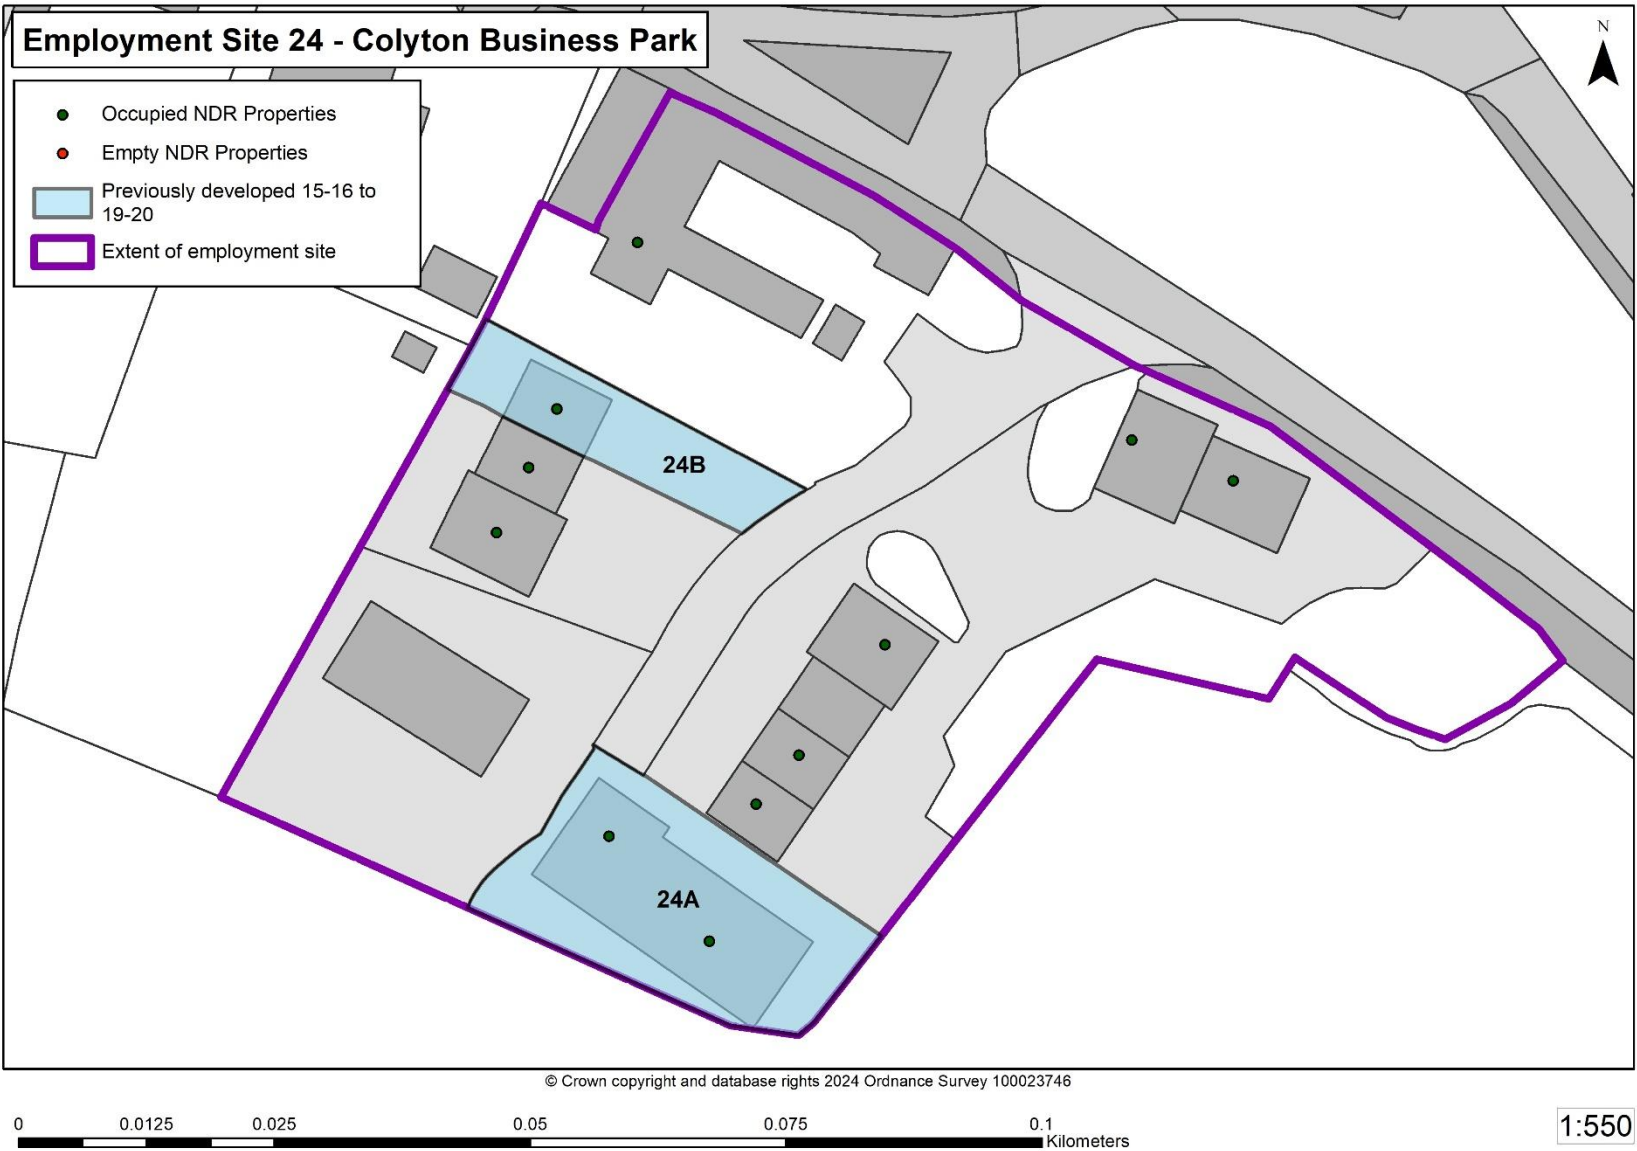 Employment Site 24 - Colyton Business Park
N
Occupied NDR Properties
Empty NDR Properties
Previously developed 15-16 to
19-20
Extent of employment site
24B
24A
© Crown copyright and database rights 2024 Ordnance Survey 100023746
0 0.0125 0.025 0.05 0.075 0.1
Kilometers
1:550